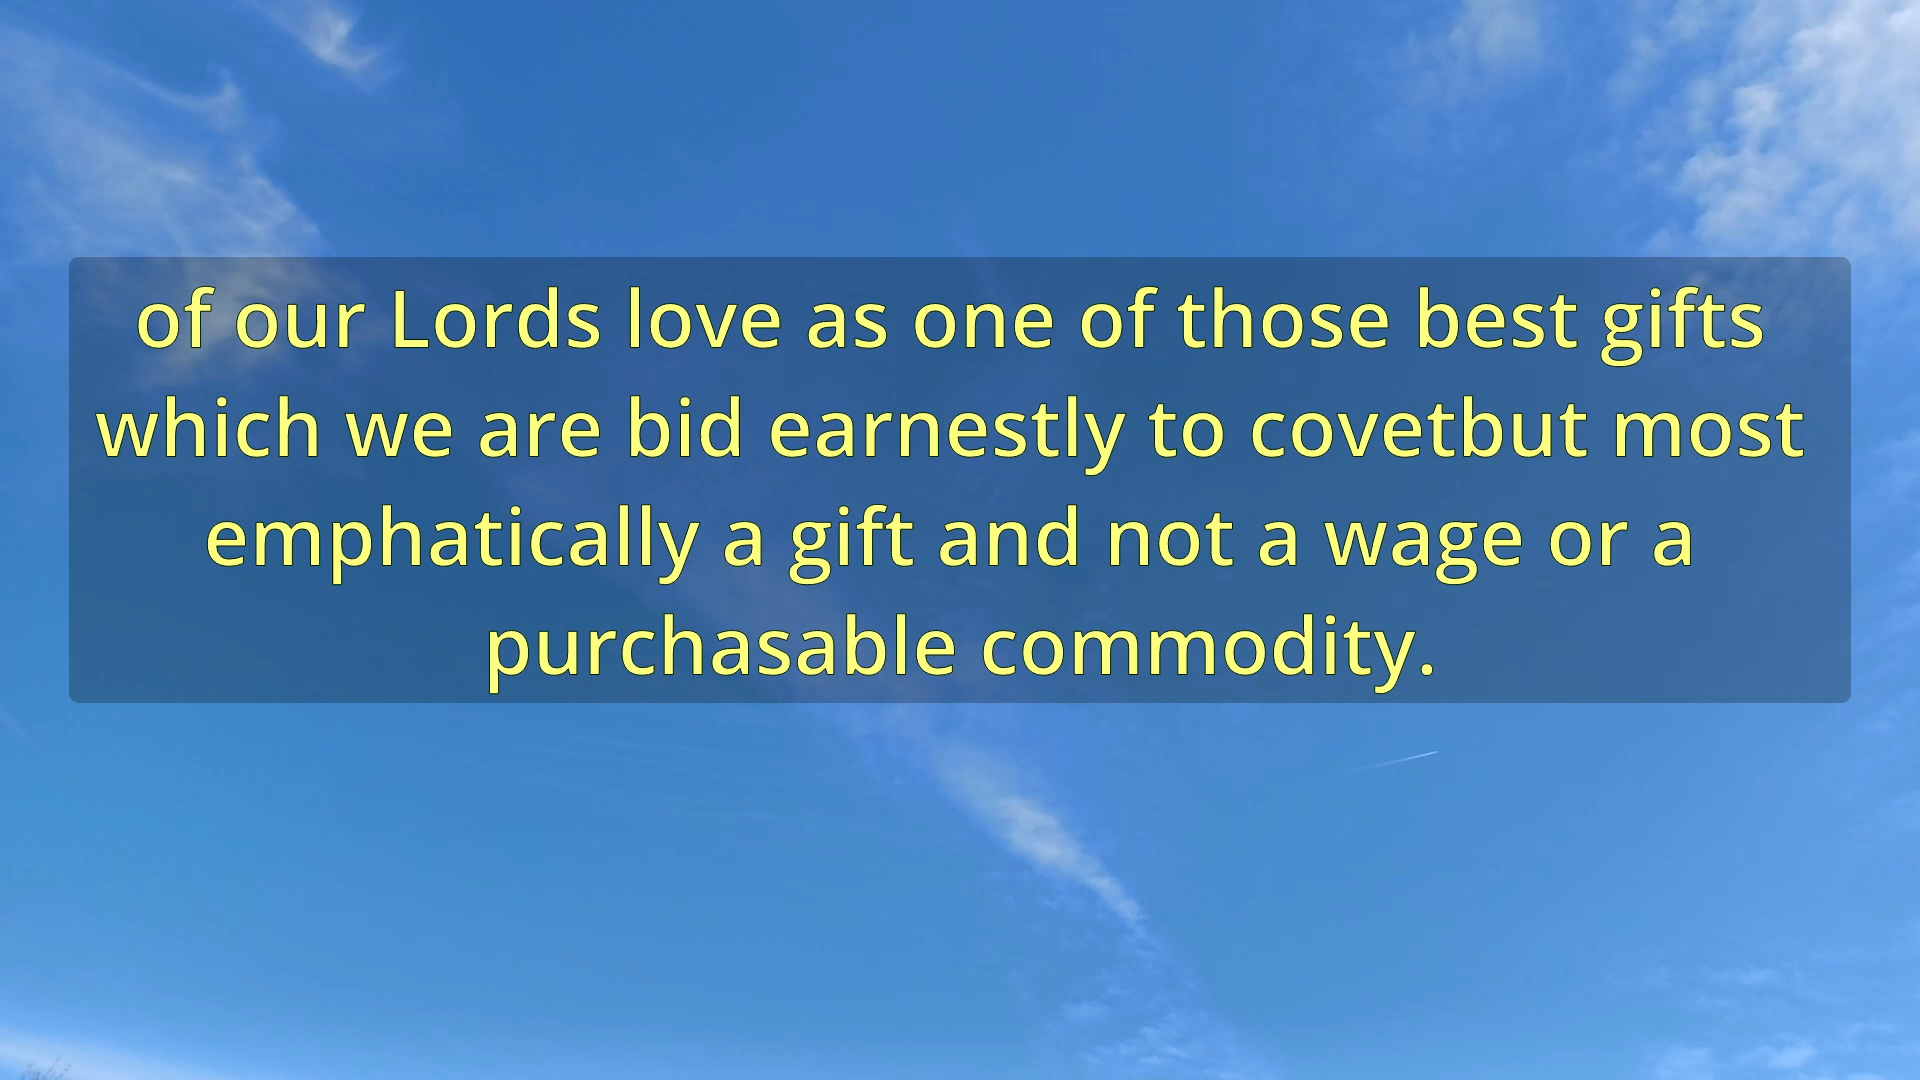 of our Lords love as one of those best gifts
which we are bid earnestly to covetbut most
emphatically a gift and not a wage or a
purchasable commodity.